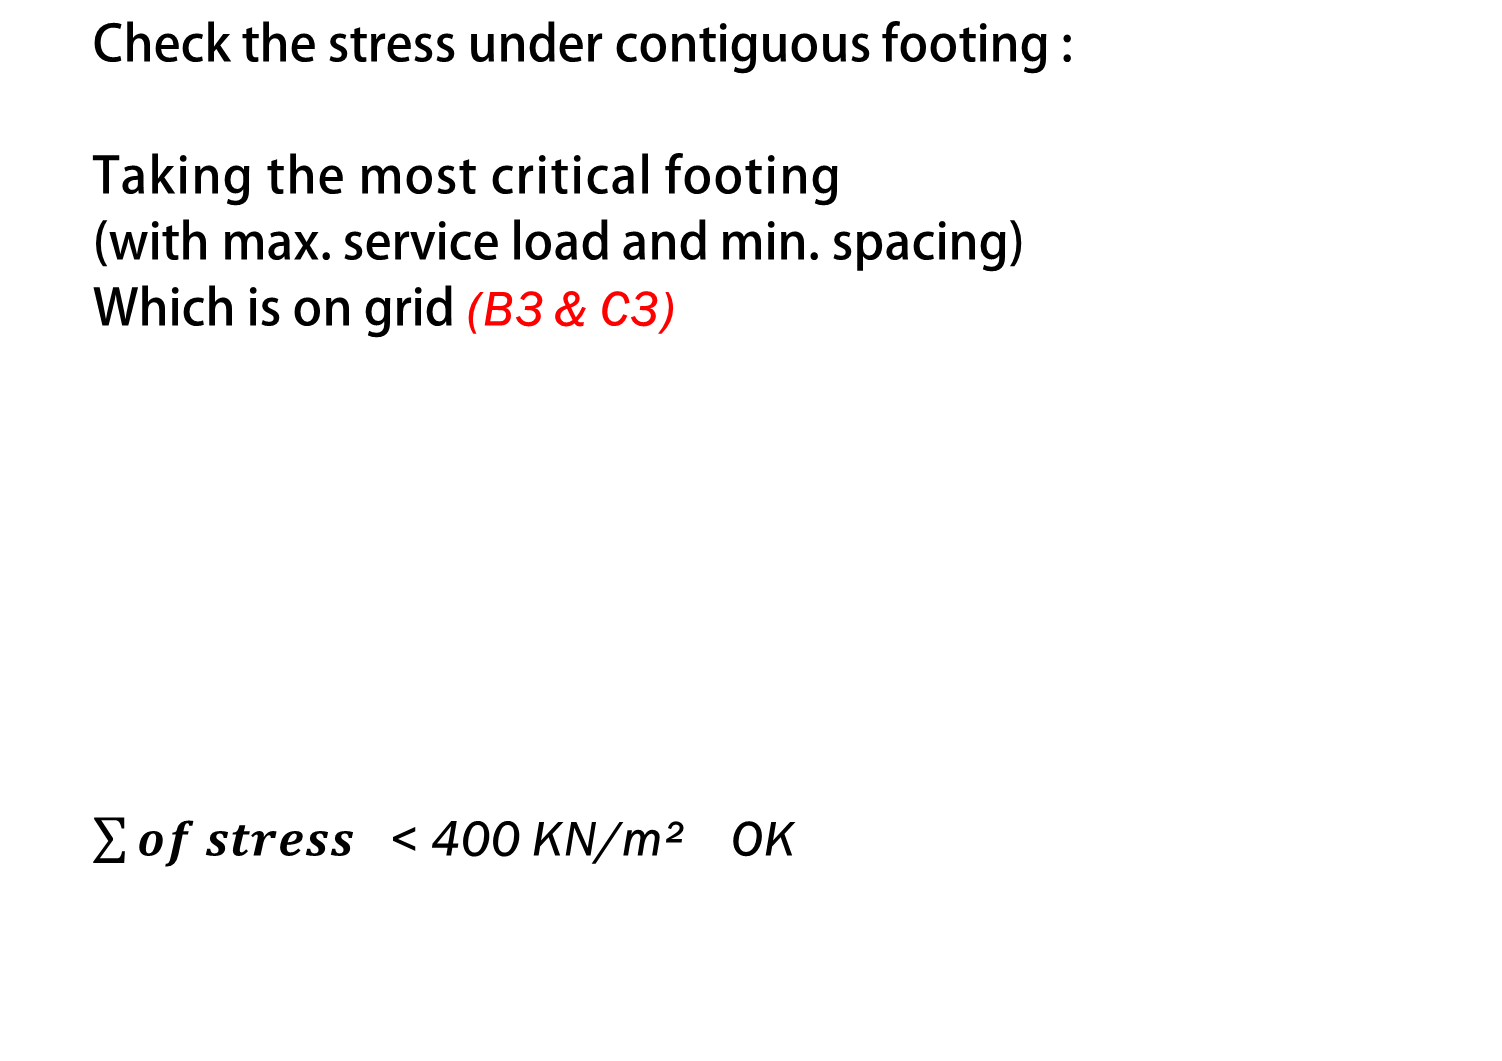 Check the stress under contiguous footing :
Taking the most critical footing
(with max. service load and min. spacing)
Which is on grid (B3 & C3)
∑ of stress < 400 KN/m² OK